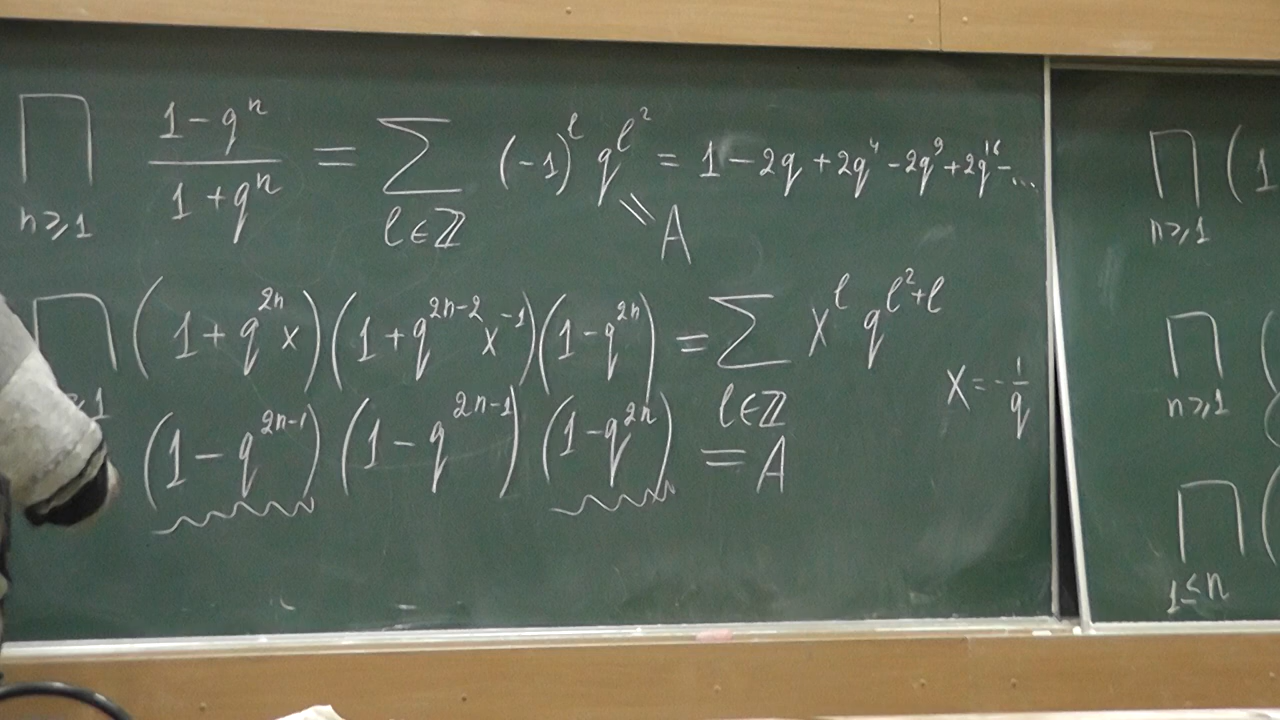 ∏_{n≥1} (1-q^n)/(1+q^n) = ∑_{l∈ℤ} (-1)^l q^{l^2} = 1 - 2q + 2q^4 - 2q^9 + 2q^{16} - ...
= A
∏_{≥1} (1+q^{2n}x)(1+q^{2n-2}x^{-1})(1-q^{2n}) = ∑_{l∈ℤ} x^l q^{l^2+l}
x = -1/q
(1-q^{2n-1})(1-q^{2n-1})(1-q^{2n}) = A
∏_{n≥1} (1
∏_{n≥1} (
∏_{1≤n} (